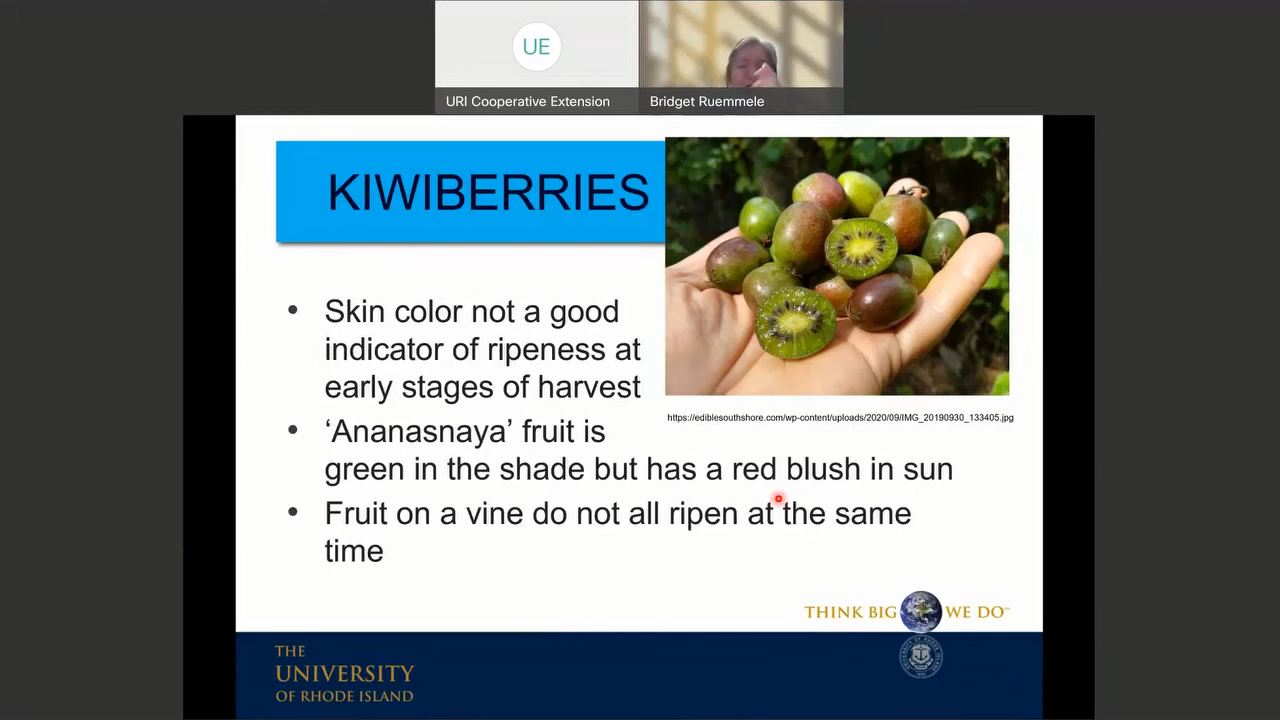 UE
URI Cooperative Extension
Bridget Ruemmele
KIWIBERRIES
• Skin color not a good
indicator of ripeness at
early stages of harvest
https://ediblesouthshore.com/wp-content/uploads/2020/09/IMG_20190930_133405.jpg
• ‘Ananasnaya’ fruit is
green in the shade but has a red blush in sun
• Fruit on a vine do not all ripen at the same
time
THINK BIG WE DO™
THE
UNIVERSITY
OF RHODE ISLAND